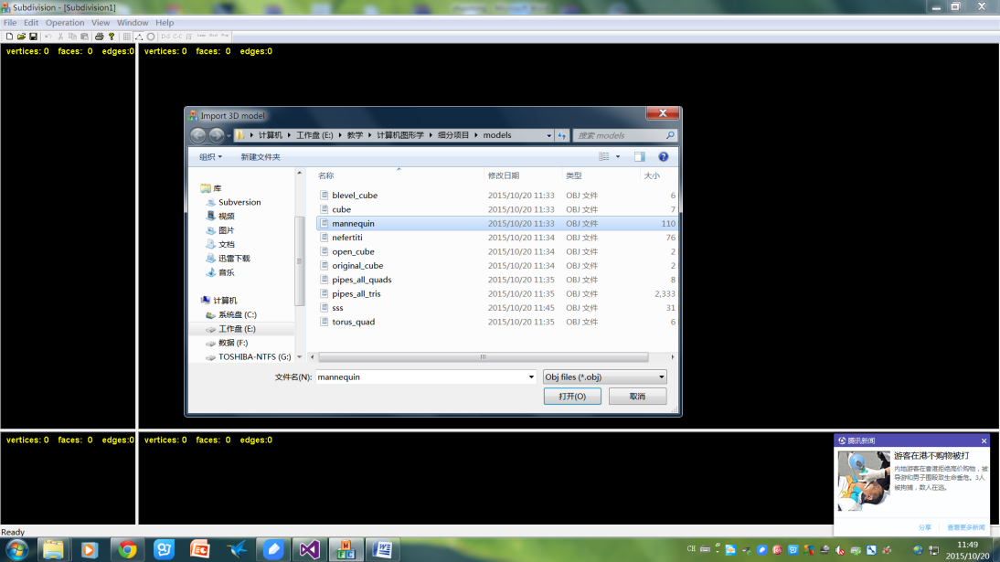 Subdivision - [Subdivision1]
File Edit Operation View Window Help
vertices: 0 faces: 0 edges:0
vertices: 0 faces: 0 edges:0
Import 3D model
计算机 工作盘 (E:) 教学 计算机图形学 细分项目 models
搜索 models
组织 新建文件夹
名称 修改日期 类型 大小
库
Subversion
视频
图片
文档
迅雷下载
音乐
计算机
系统盘 (C:)
工作盘 (E:)
数据 (F:)
TOSHIBA-NTFS (G:)
blevel_cube 2015/10/20 11:33 OBJ 文件 6
cube 2015/10/20 11:33 OBJ 文件 7
mannequin 2015/10/20 11:33 OBJ 文件 110
nefertiti 2015/10/20 11:34 OBJ 文件 76
open_cube 2015/10/20 11:34 OBJ 文件 2
original_cube 2015/10/20 11:34 OBJ 文件 2
pipes_all_quads 2015/10/20 11:35 OBJ 文件 8
pipes_all_tris 2015/10/20 11:35 OBJ 文件 2,333
sss 2015/10/20 11:45 OBJ 文件 31
torus_quad 2015/10/20 11:35 OBJ 文件 6
文件名(N): mannequin
Obj files (*.obj)
打开(O) 取消
vertices: 0 faces: 0 edges:0
vertices: 0 faces: 0 edges:0
腾讯新闻
游客在港不购物被打
内地游客在香港拒绝高价购物，被
导游和男子围殴致生命垂危。3人
被拘捕，数人在逃。
分享 查看更多新闻
Ready
CH
11:49
2015/10/20